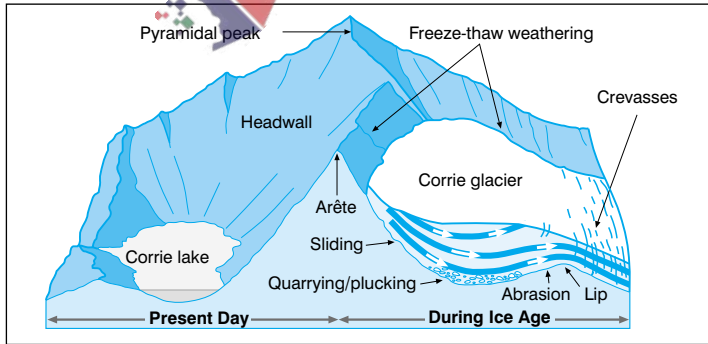 Pyramidal peak
Freeze-thaw weathering
Crevasses
Headwall
Corrie glacier
Arête
Sliding
Corrie lake
Quarrying/plucking
Abrasion
Lip
Present Day
During Ice Age